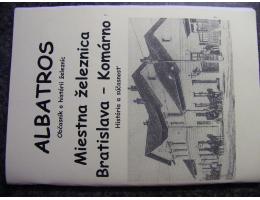 ALBATROS
Občasník o histórii železníc
Miestna železnica
Bratislava - Komárno
História a súčasnosť